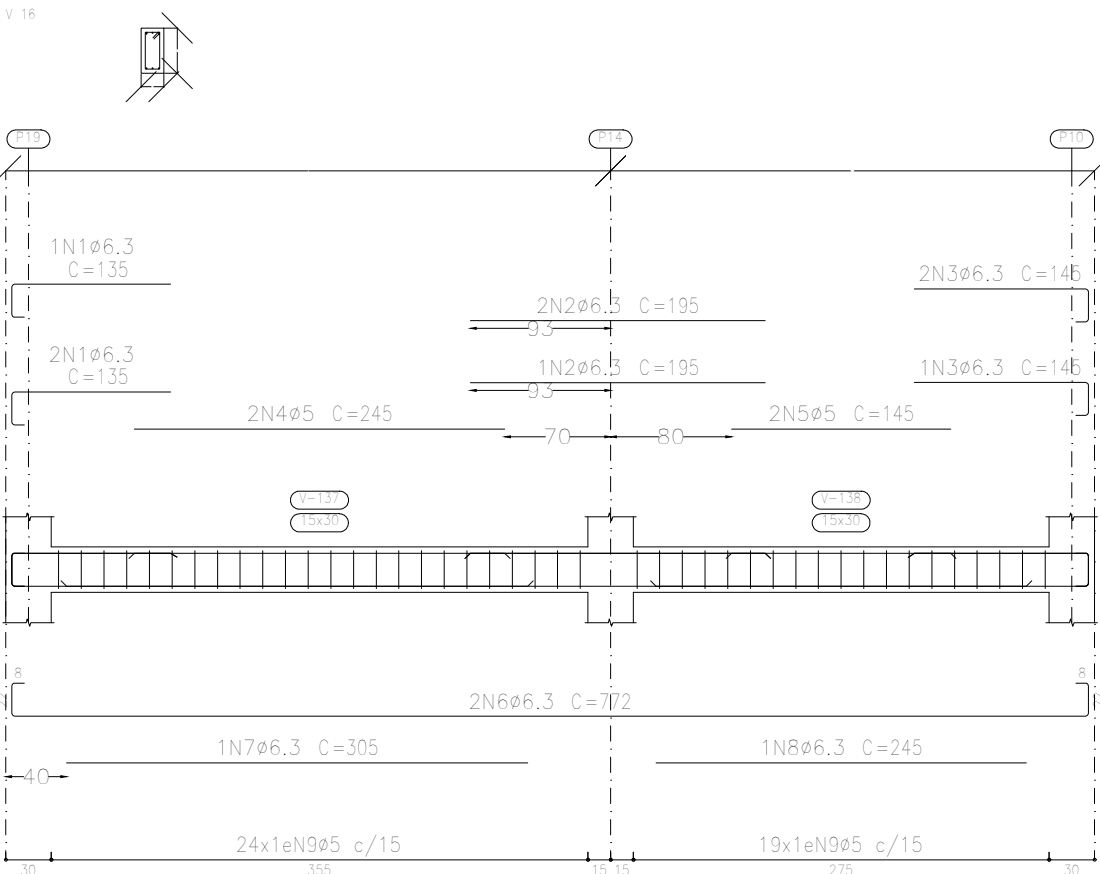 V 16
P19 P14 P10
1N1ø6.3
C=135
2N3ø6.3 C=145
2N2ø6.3 C=195
93
2N1ø6.3
C=135
1N2ø6.3 C=195
1N3ø6.3 C=145
93
2N4ø5 C=245
2N5ø5 C=145
70 80
V-137 V-138
15x30 15x30
8 8
2N6ø6.3 C=772
1N7ø6.3 C=305
1N8ø6.3 C=245
40
24x1eN9ø5 c/15
19x1eN9ø5 c/15
30 355 15 15 275 30